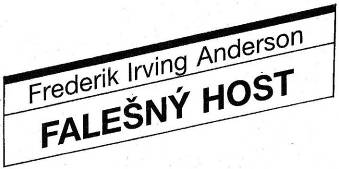 Frederik Irving Anderson
FALEŠNÝ HOST